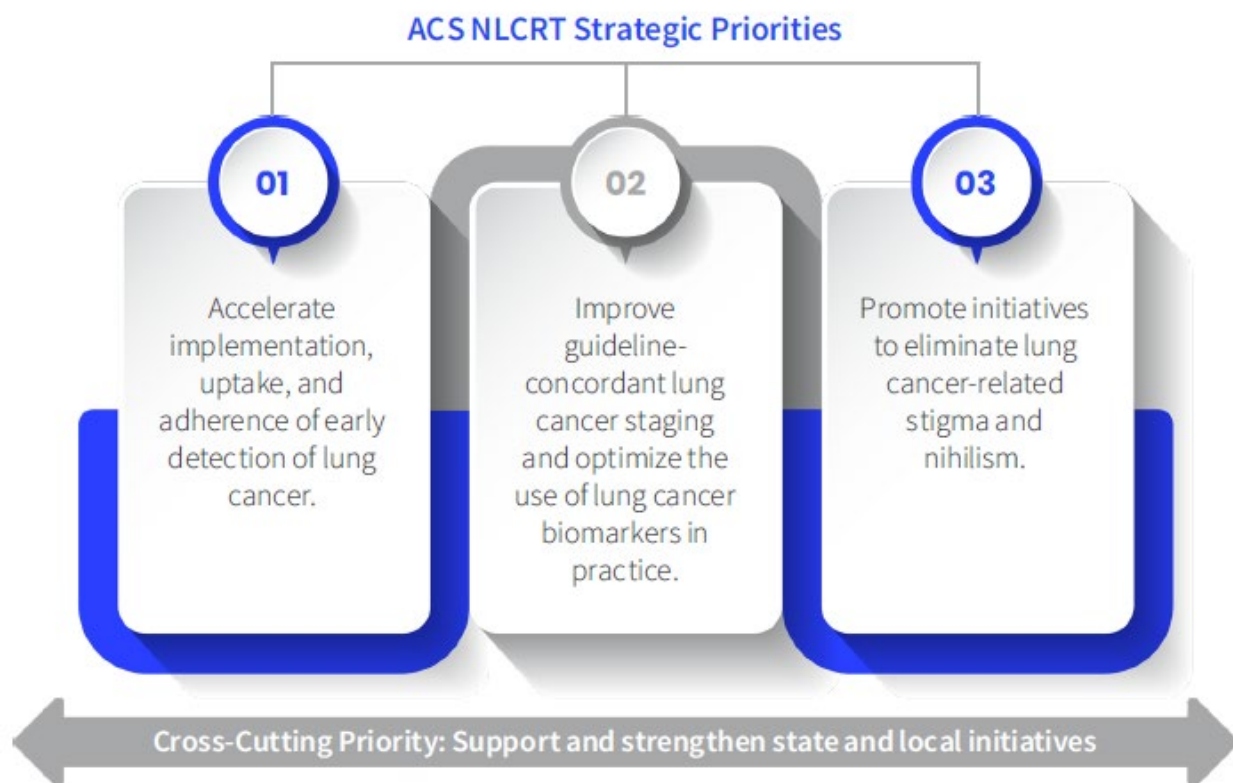 ACS NLCRT Strategic Priorities
01
Accelerate
implementation,
uptake, and
adherence of early
detection of lung
cancer.
02
Improve
guideline-
concordant lung
cancer staging
and optimize the
use of lung cancer
biomarkers in
practice.
03
Promote initiatives
to eliminate lung
cancer-related
stigma and
nihilism.
Cross-Cutting Priority: Support and strengthen state and local initiatives